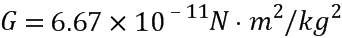 G = 6.67 × 10⁻¹¹N · m²/kg²